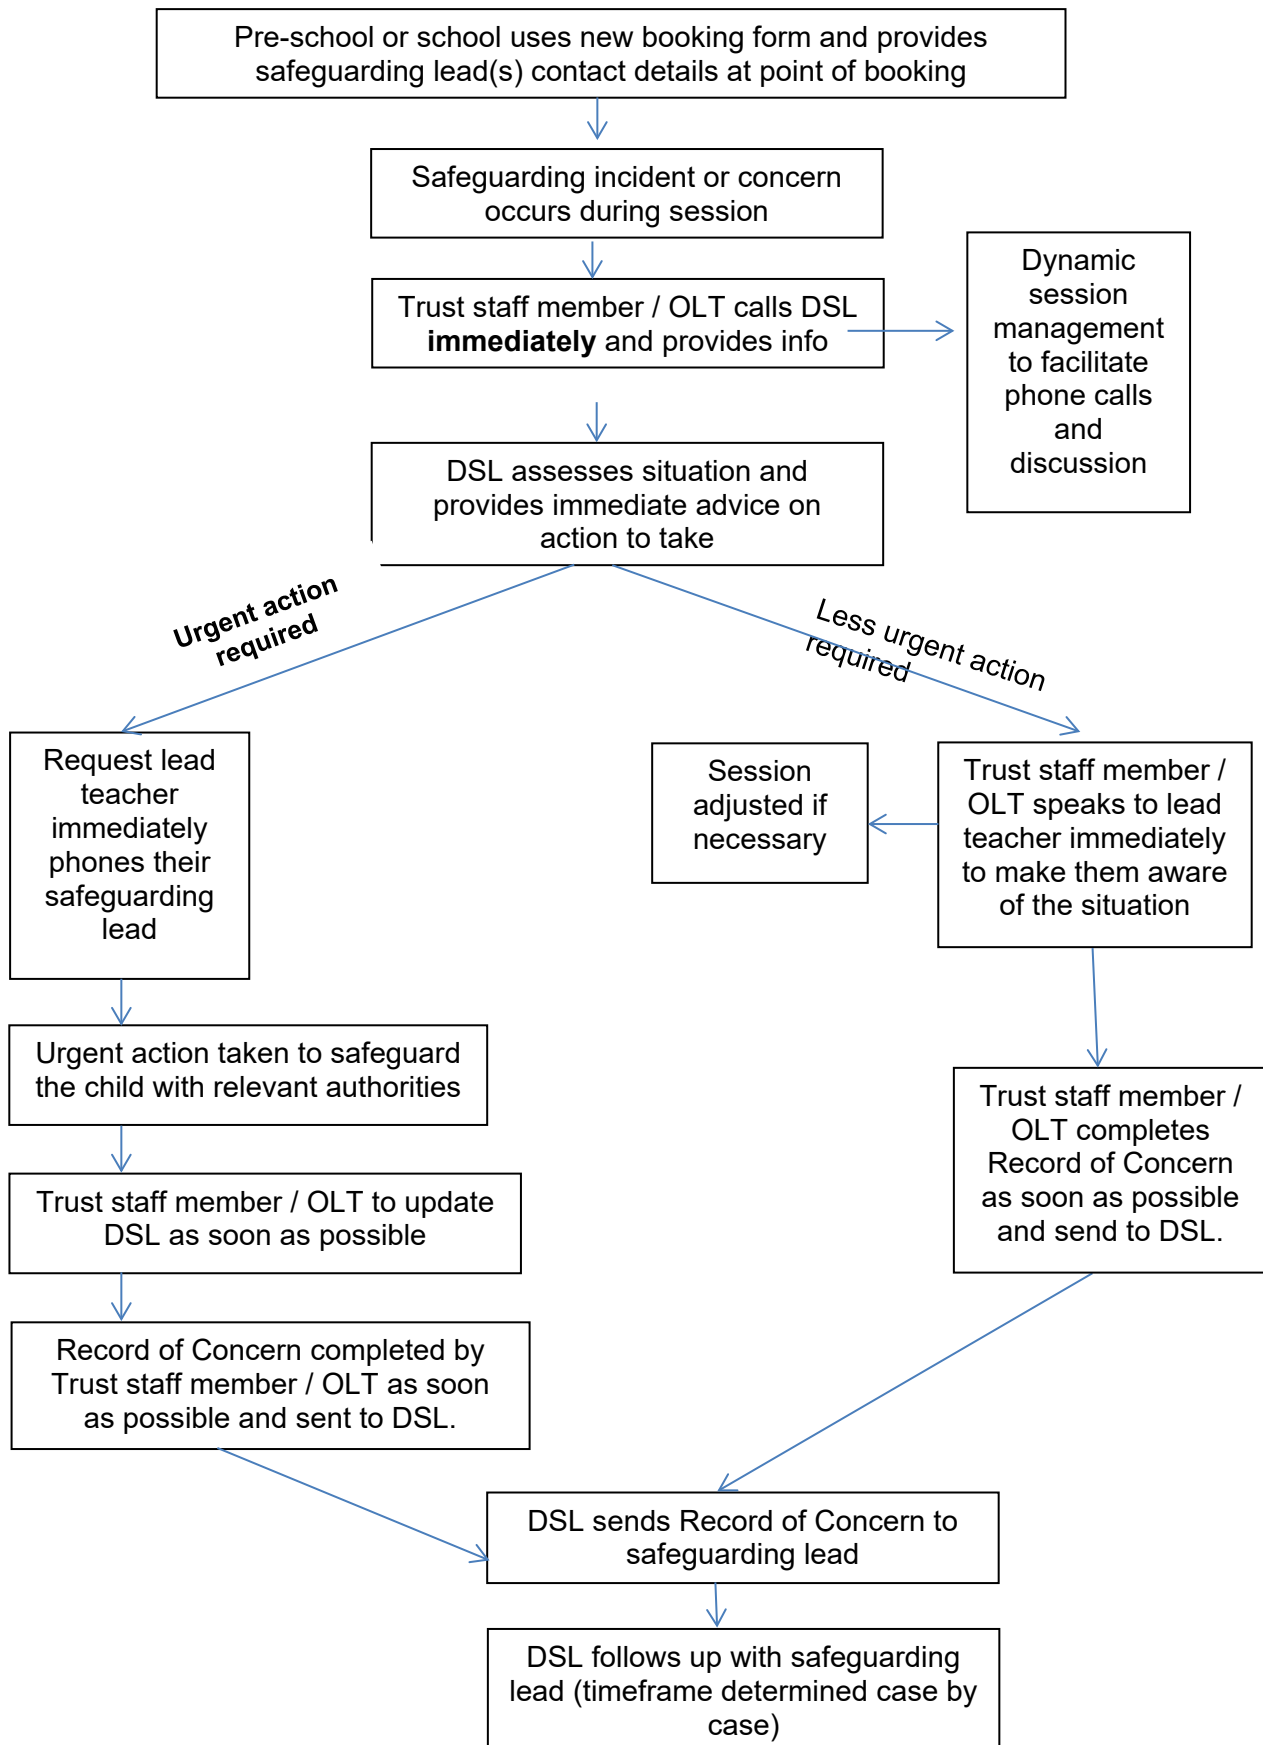 Pre-school or school uses new booking form and provides
safeguarding lead(s) contact details at point of booking
Safeguarding incident or concern
occurs during session
Trust staff member / OLT calls DSL
immediately and provides info
Dynamic
session
management
to facilitate
phone calls
and
discussion
DSL assesses situation and
provides immediate advice on
action to take
Urgent action
required
Less urgent action
required
Request lead
teacher
immediately
phones their
safeguarding
lead
Session
adjusted if
necessary
Trust staff member /
OLT speaks to lead
teacher immediately
to make them aware
of the situation
Urgent action taken to safeguard
the child with relevant authorities
Trust staff member /
OLT completes
Record of Concern
as soon as possible
and send to DSL.
Trust staff member / OLT to update
DSL as soon as possible
Record of Concern completed by
Trust staff member / OLT as soon
as possible and sent to DSL.
DSL sends Record of Concern to
safeguarding lead
DSL follows up with safeguarding
lead (timeframe determined case by
case)